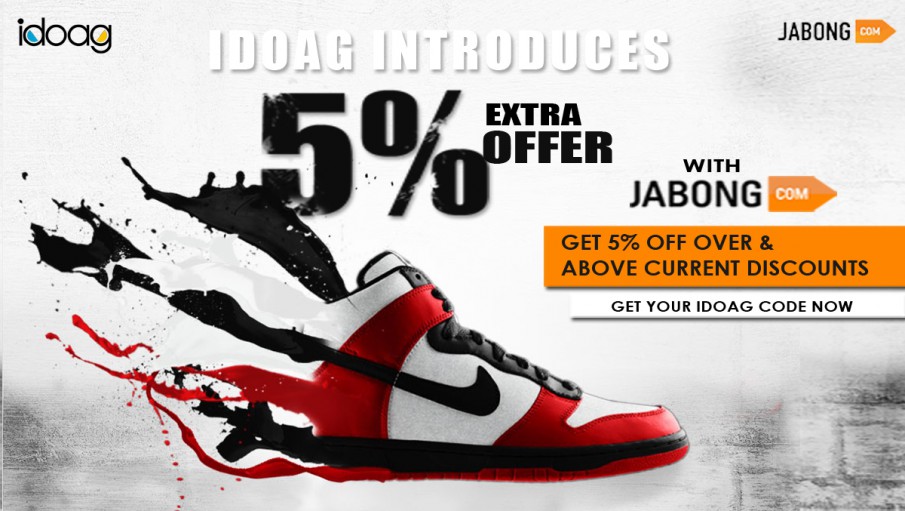 idoag
JABONG COM
IDOAG INTRODUCES
5% EXTRA
OFFER
WITH
JABONG COM
GET 5% OFF OVER &
ABOVE CURRENT DISCOUNTS
GET YOUR IDOAG CODE NOW